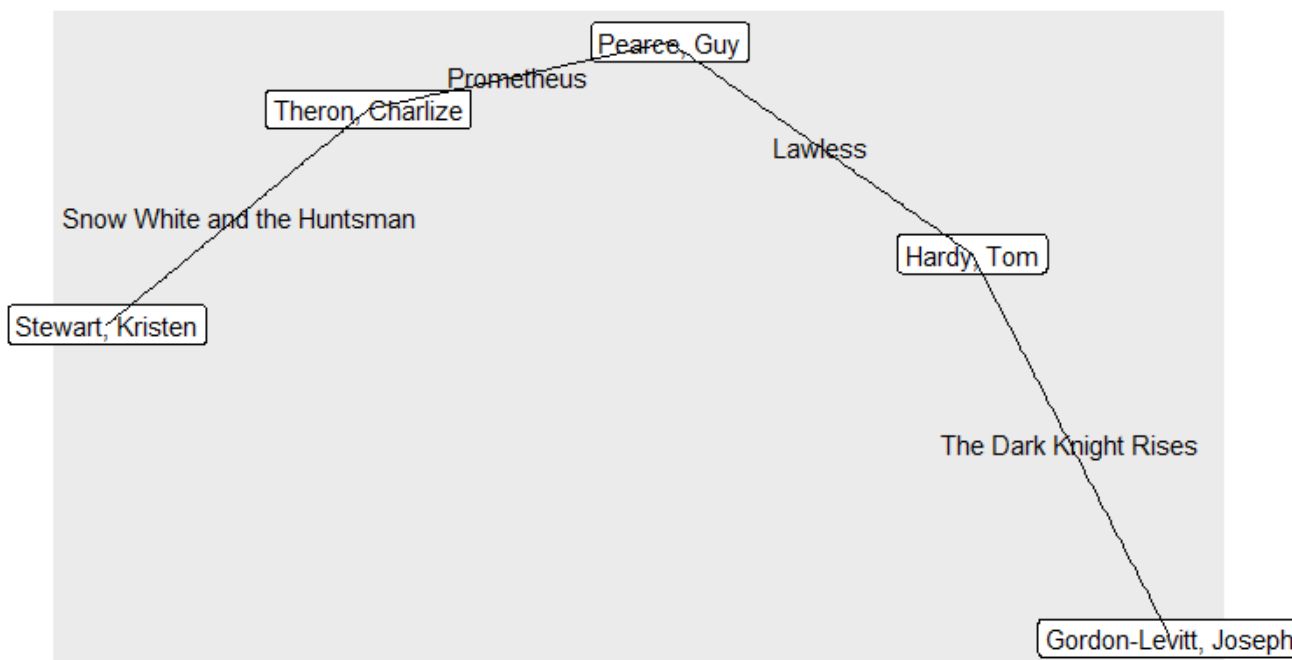 Pearce, Guy
Prometheus
Theron, Charlize
Lawless
Snow White and the Huntsman
Hardy, Tom
Stewart, Kristen
The Dark Knight Rises
Gordon-Levitt, Joseph